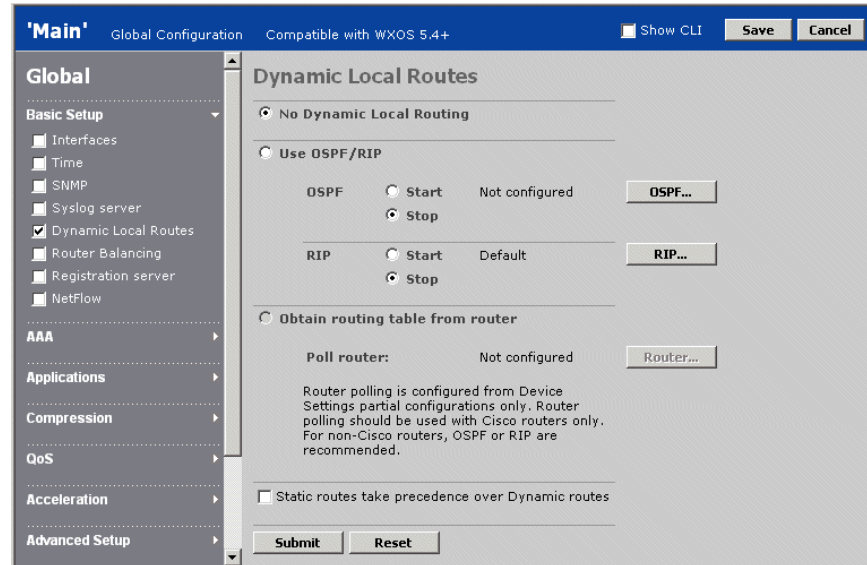 'Main' Global Configuration Compatible with WXOS 5.4+ Show CLI Save Cancel
Global
Basic Setup
Interfaces
Time
SNMP
Syslog server
Dynamic Local Routes
Router Balancing
Registration server
NetFlow
AAA
Applications
Compression
QoS
Acceleration
Advanced Setup
Dynamic Local Routes
No Dynamic Local Routing
Use OSPF/RIP
OSPF Start Not configured OSPF...
Stop
RIP Start Default RIP...
Stop
Obtain routing table from router
Poll router: Not configured Router...
Router polling is configured from Device
Settings partial configurations only. Router
polling should be used with Cisco routers only.
For non-Cisco routers, OSPF or RIP are
recommended.
Static routes take precedence over Dynamic routes
Submit Reset